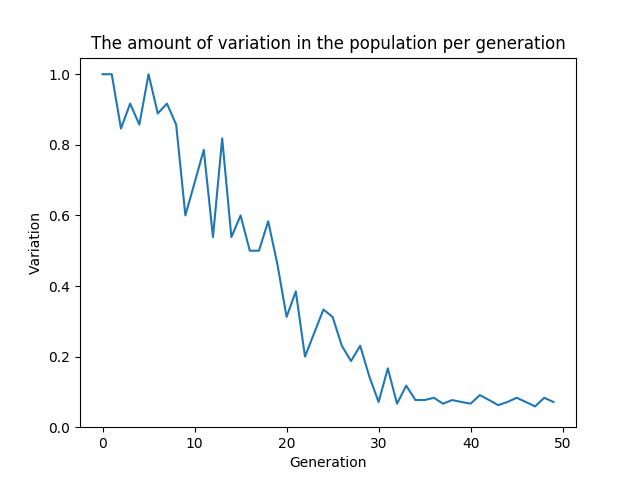 The amount of variation in the population per generation
1.0
0.8
0.6
0.4
0.2
0.0
Variation
0 10 20 30 40 50
Generation